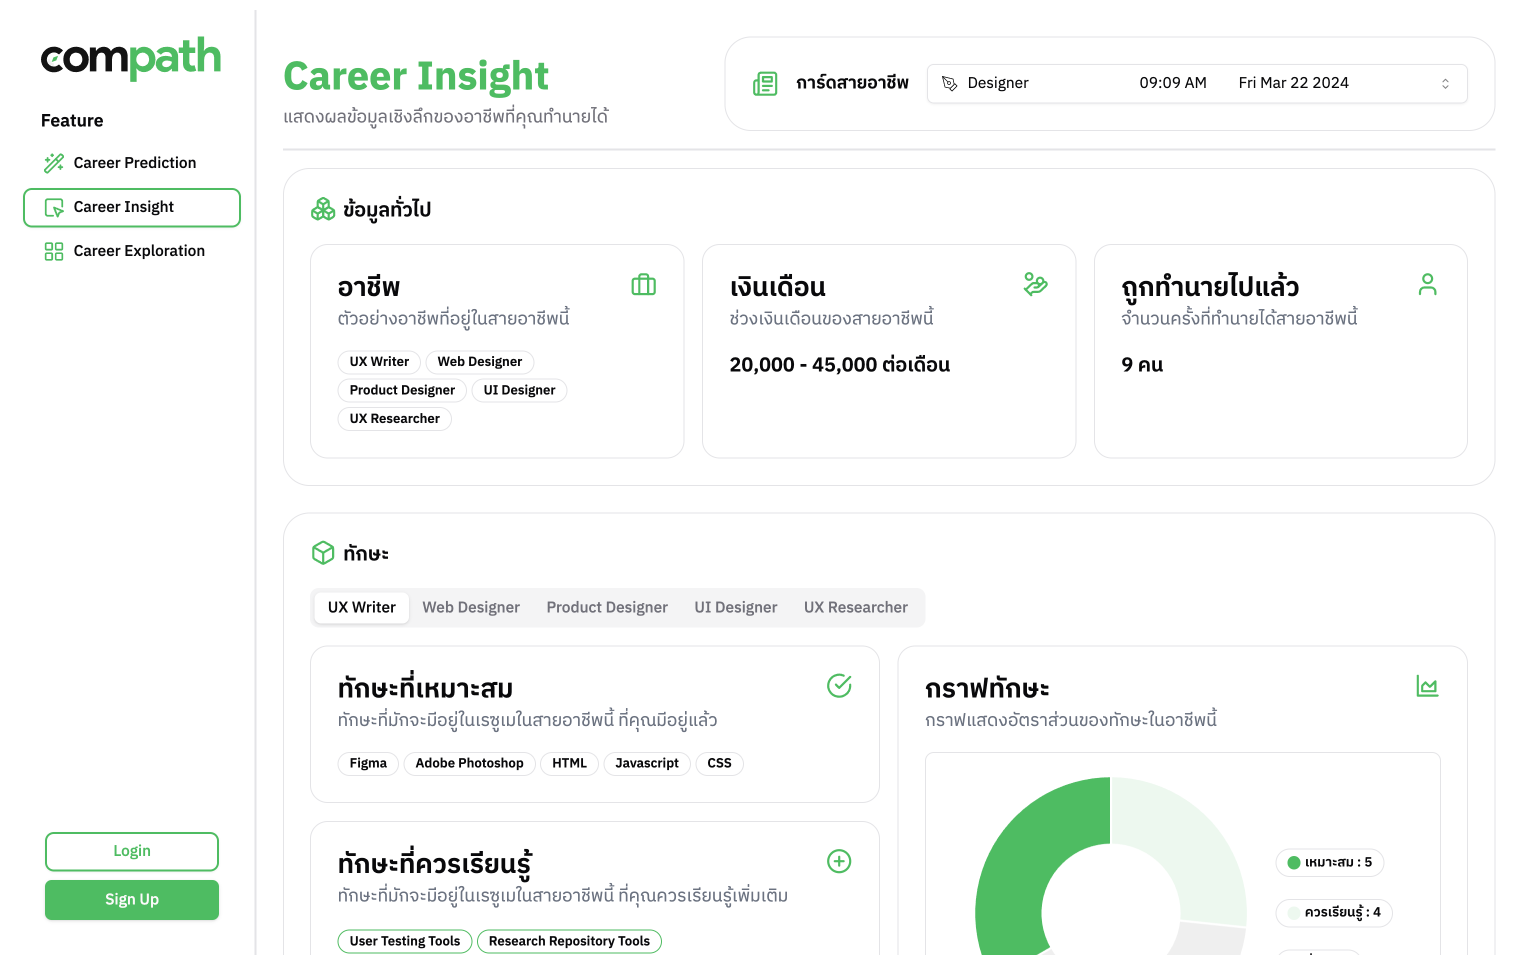 compath
Feature
Career Prediction
Career Insight
Career Exploration
Login
Sign Up
Career Insight
แสดงผลข้อมูลเชิงลึกของอาชีพที่คุณทำนายได้
การ์ดสายอาชีพ
Designer 09:09 AM Fri Mar 22 2024
ข้อมูลทั่วไป
อาชีพ
ตัวอย่างอาชีพที่อยู่ในสายอาชีพนี้
UX Writer Web Designer
Product Designer UI Designer
UX Researcher
เงินเดือน
ช่วงเงินเดือนของสายอาชีพนี้
20,000 - 45,000 ต่อเดือน
ถูกทำนายไปแล้ว
จำนวนครั้งที่ทำนายได้สายอาชีพนี้
9 คน
ทักษะ
UX Writer Web Designer Product Designer UI Designer UX Researcher
ทักษะที่เหมาะสม
ทักษะที่มักจะมีอยู่ในเรซูเมในสายอาชีพนี้ ที่คุณมีอยู่แล้ว
Figma Adobe Photoshop HTML Javascript CSS
ทักษะที่ควรเรียนรู้
ทักษะที่มักจะมีอยู่ในเรซูเมในสายอาชีพนี้ ที่คุณควรเรียนรู้เพิ่มเติม
User Testing Tools Research Repository Tools
กราฟทักษะ
กราฟแสดงอัตราส่วนของทักษะในอาชีพนี้
เหมาะสม : 5
ควรเรียนรู้ : 4